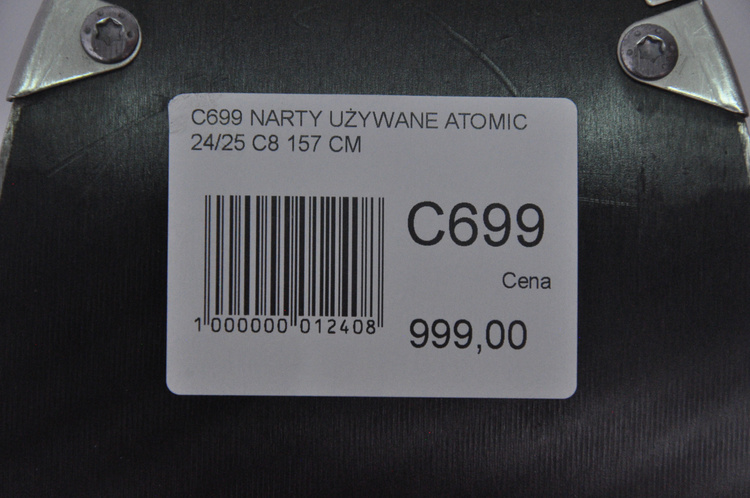 C699 NARTY UŻYWANE ATOMIC
24/25 C8 157 CM
C699
Cena
999,00
1 000000 012408